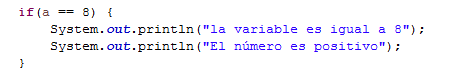 if(a == 8) {
System.out.println("la variable es igual a 8");
System.out.println("El número es positivo");
}